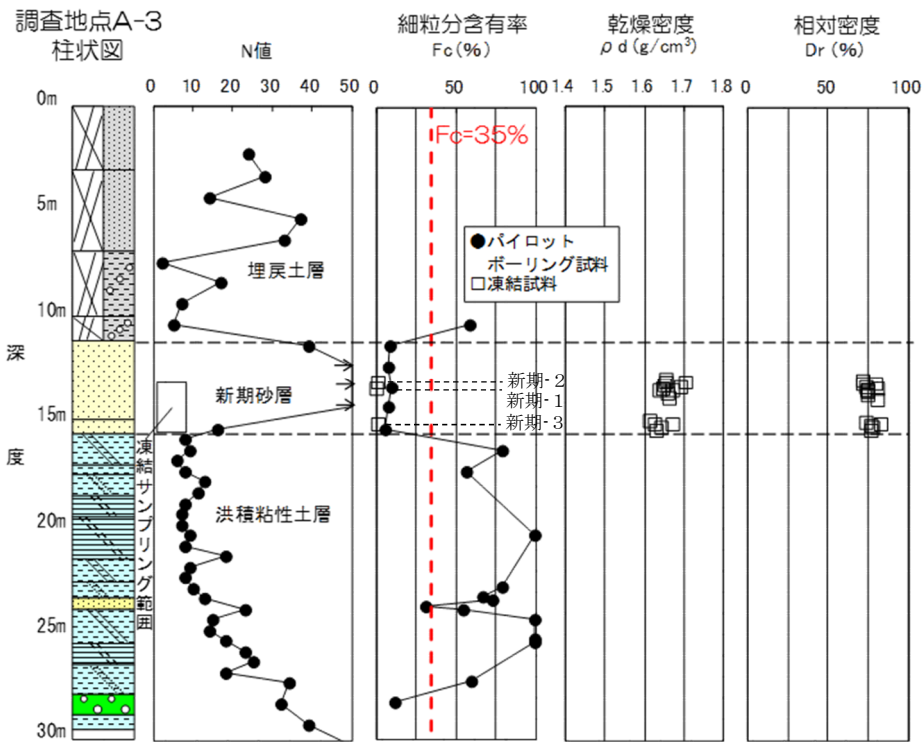 調査地点A-3
柱状図
N値
細粒分含有率
Fc(%)
乾燥密度
ρd(g/cm³)
相対密度
Dr(%)
0 10 20 30 40 50
0 50 100
1.4 1.5 1.6 1.7 1.8
0 50 100
0m
5m
10m
15m
20m
25m
30m
深
度
Fc=35%
●パイロット
ボーリング試料
□凍結試料
埋戻土層
新期砂層
新期-2
新期-1
新期-3
洪積粘性土層
凍結サンプリング範囲